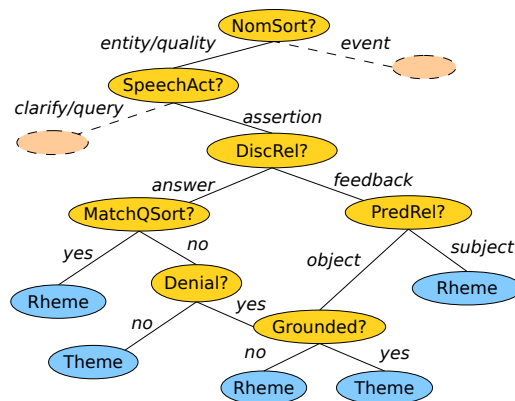 NomSort?
entity/quality
event
SpeechAct?
clarify/query
assertion
DiscRel?
answer
feedback
MatchQSort?
PredRel?
yes
no
object
subject
Denial?
Rheme
Rheme
yes
no
Grounded?
Theme
no
yes
Rheme
Theme